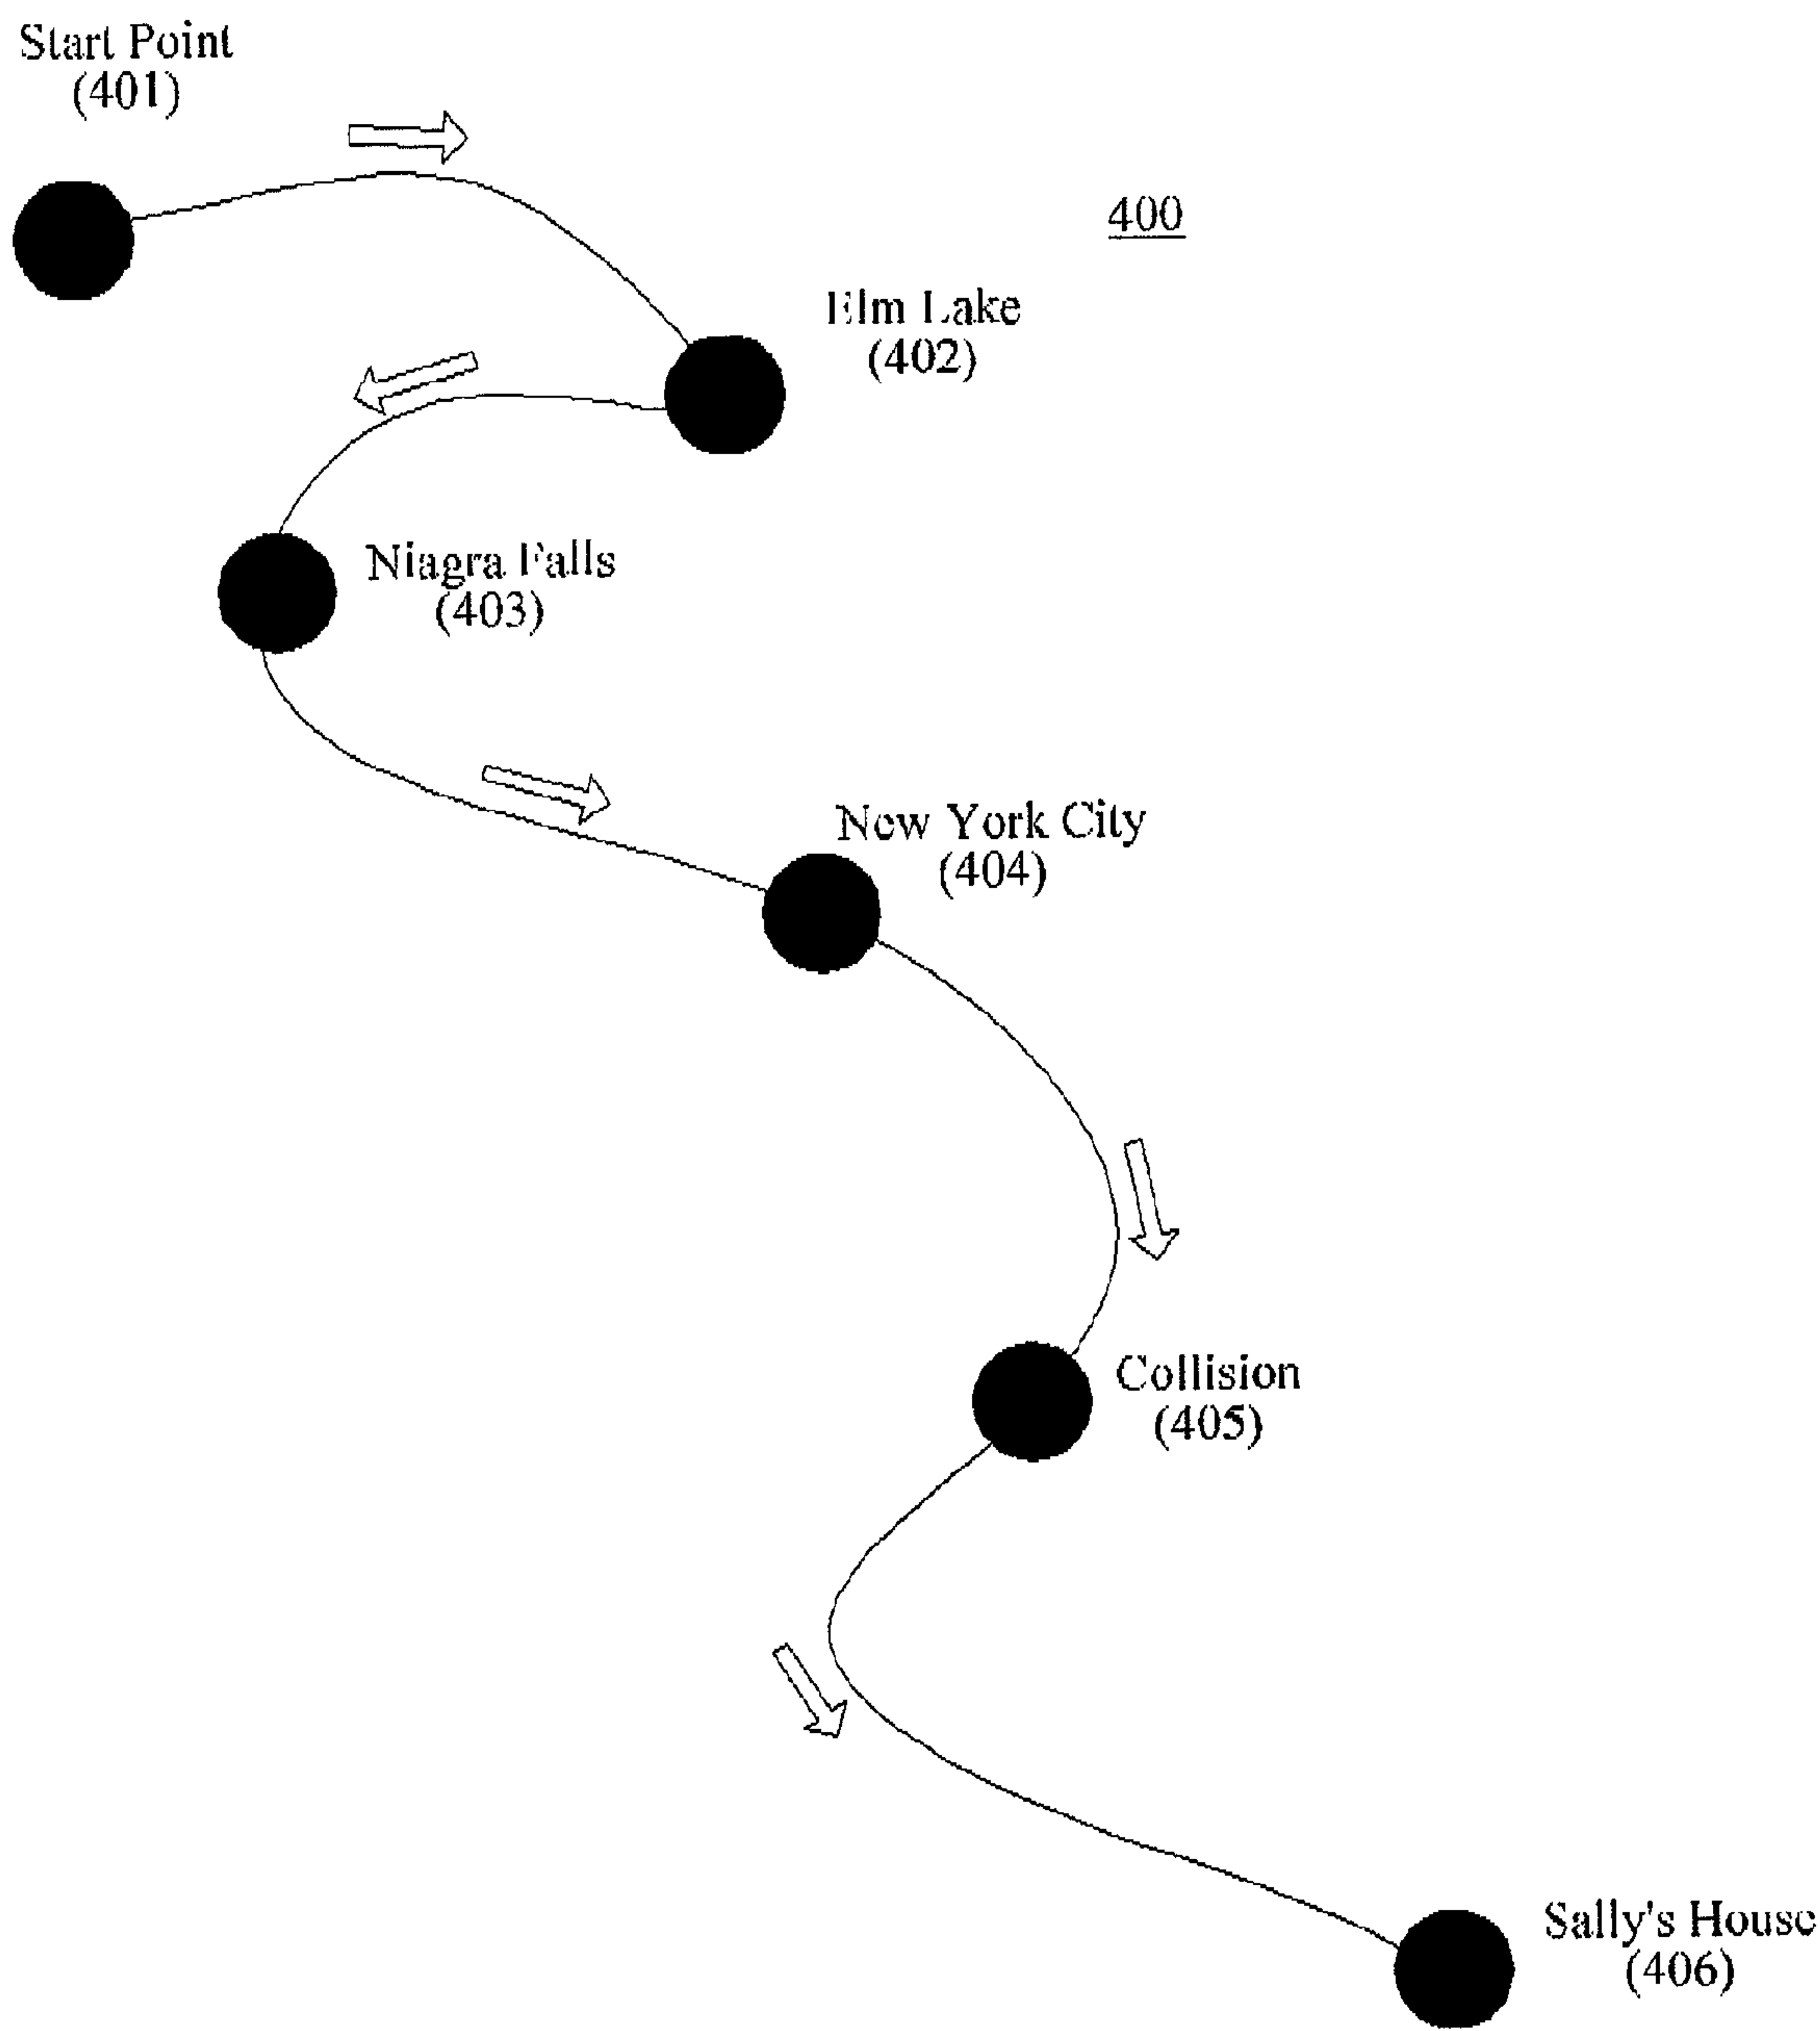 Start Point
(401)
400
Elm Lake
(402)
Niagra Falls
(403)
New York City
(404)
Collision
(405)
Sally's House
(406)